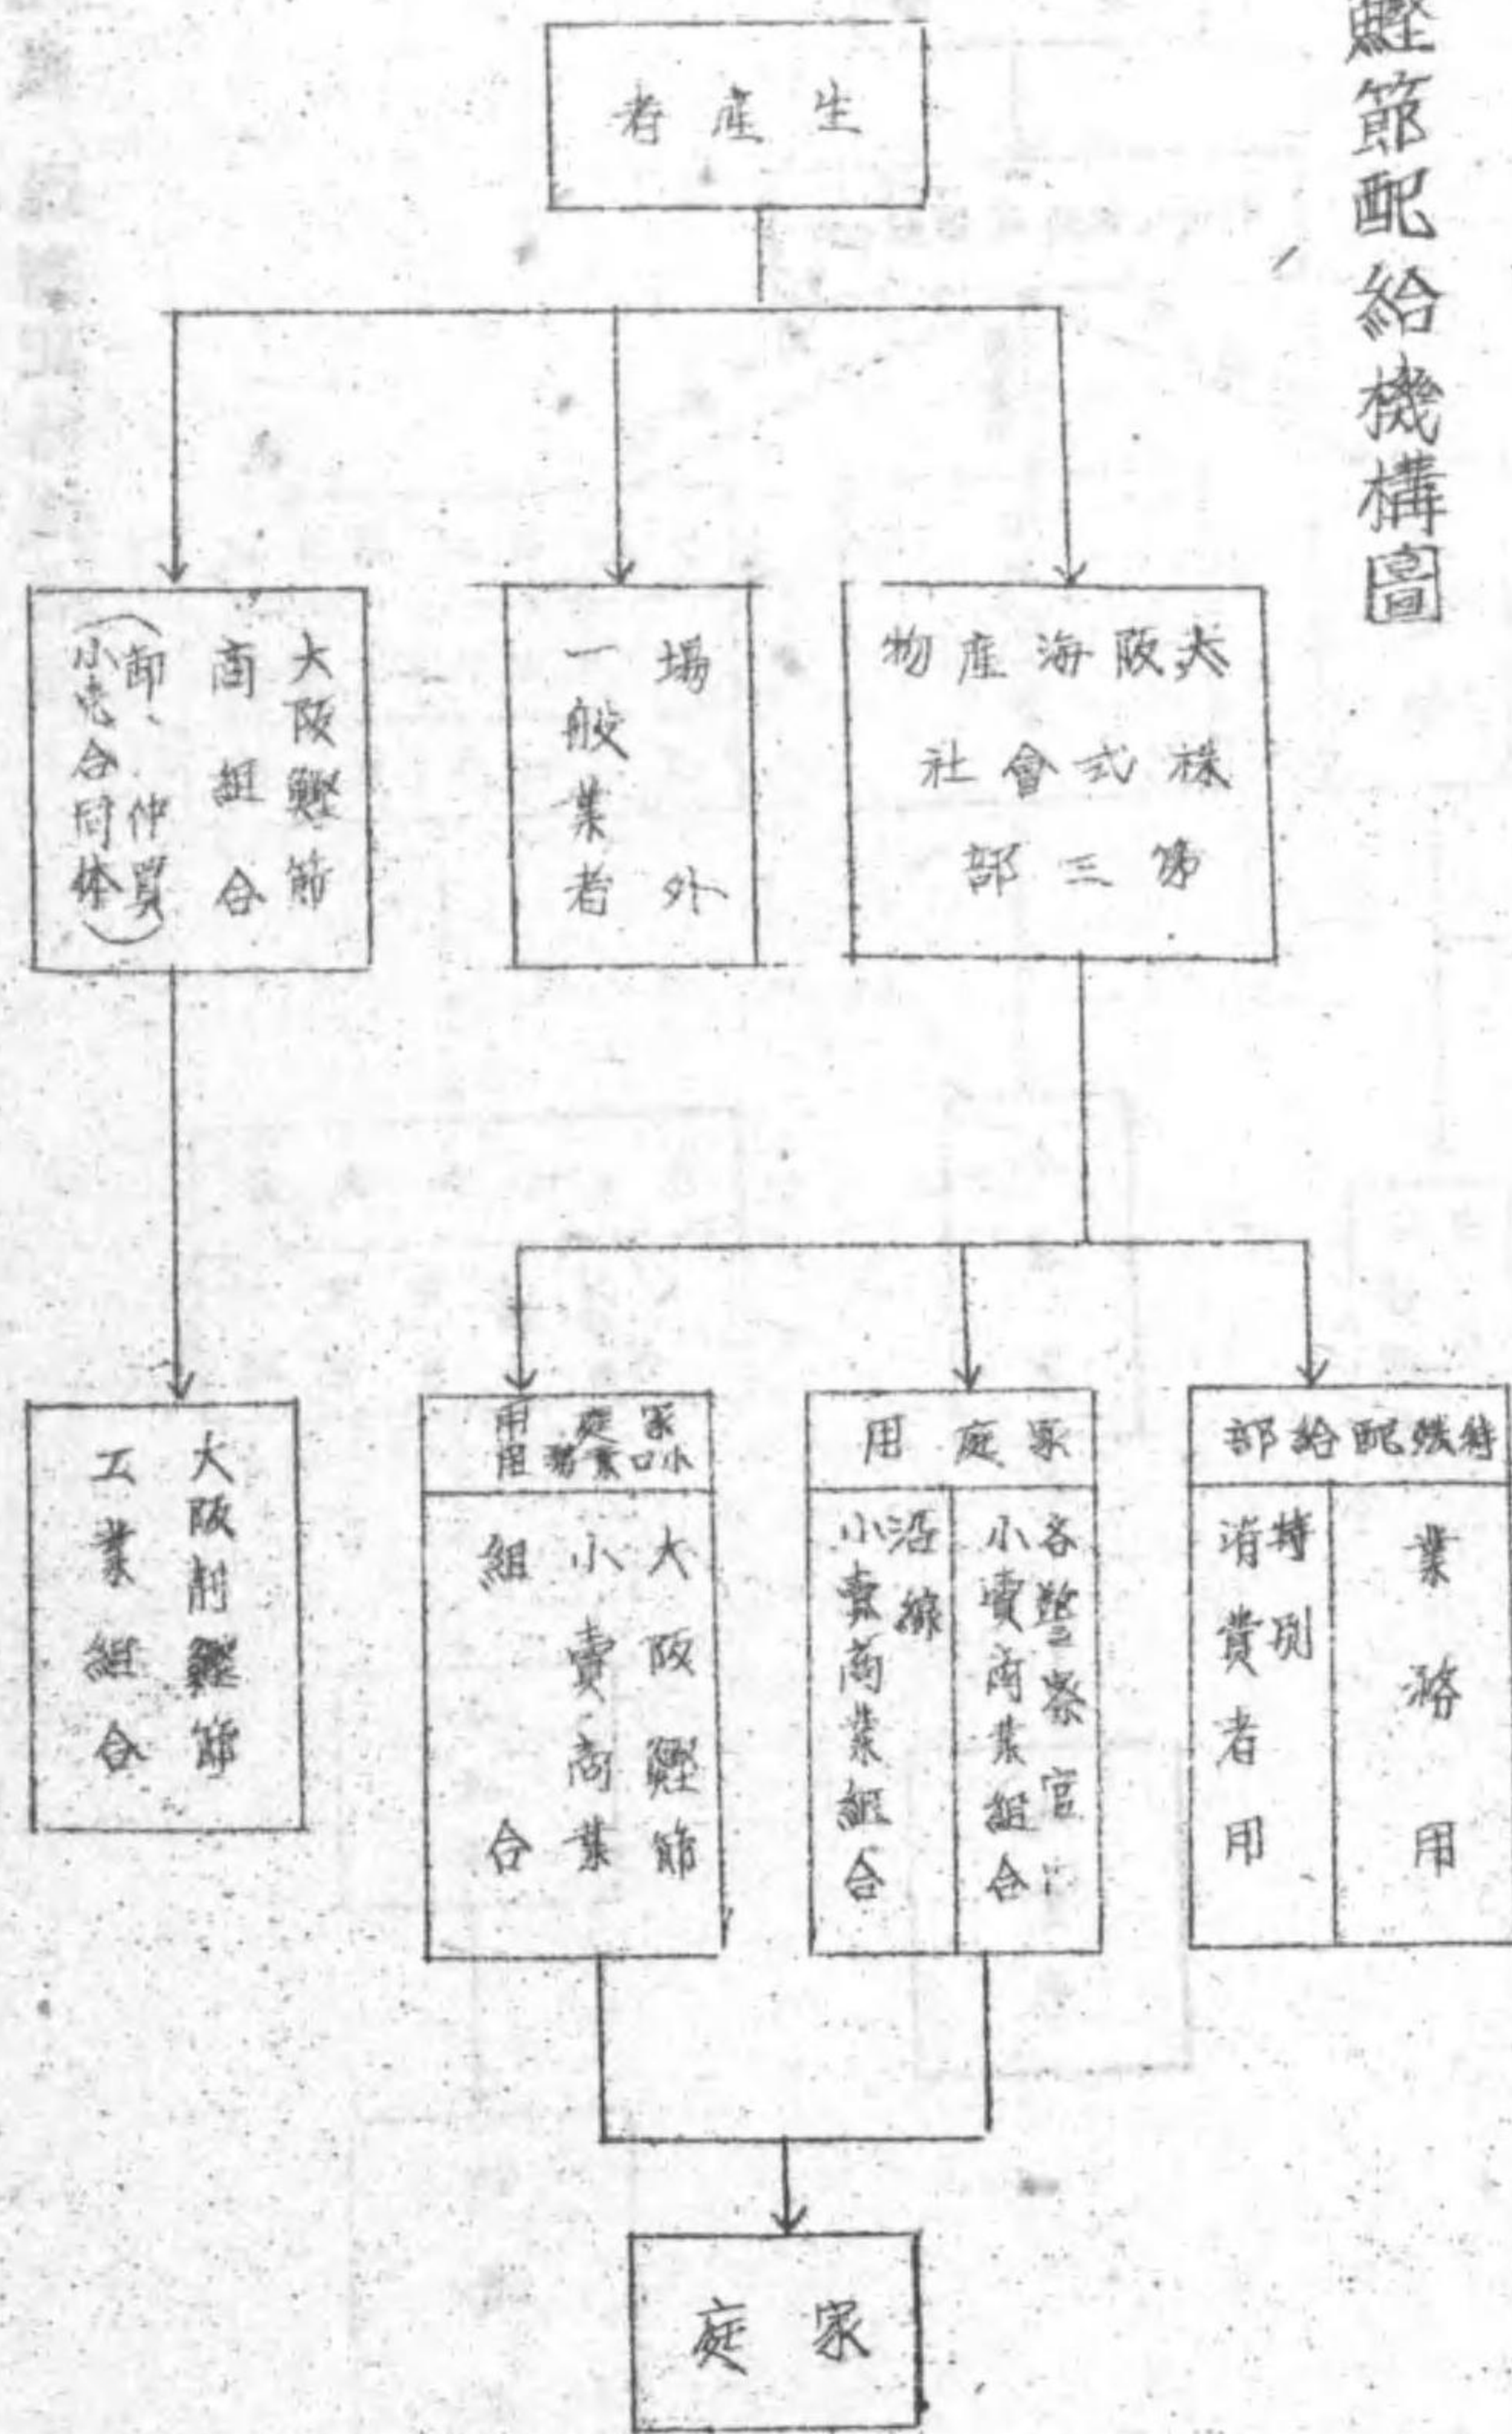 鰹節配給機構圖
生産者
大阪海産物
株式會社
第三部
場外
一般業者
大阪鰹節
商組合
(卸、仲買
小売合同体)
特殊配給部
業務用
特別
消費者用
家庭用
各警察官
小賣商業組合
沿線
小賣商業組合
家庭用
小口業務用
大阪鰹節
小賣商業
組合
大阪削鰹節
工業組合
家庭